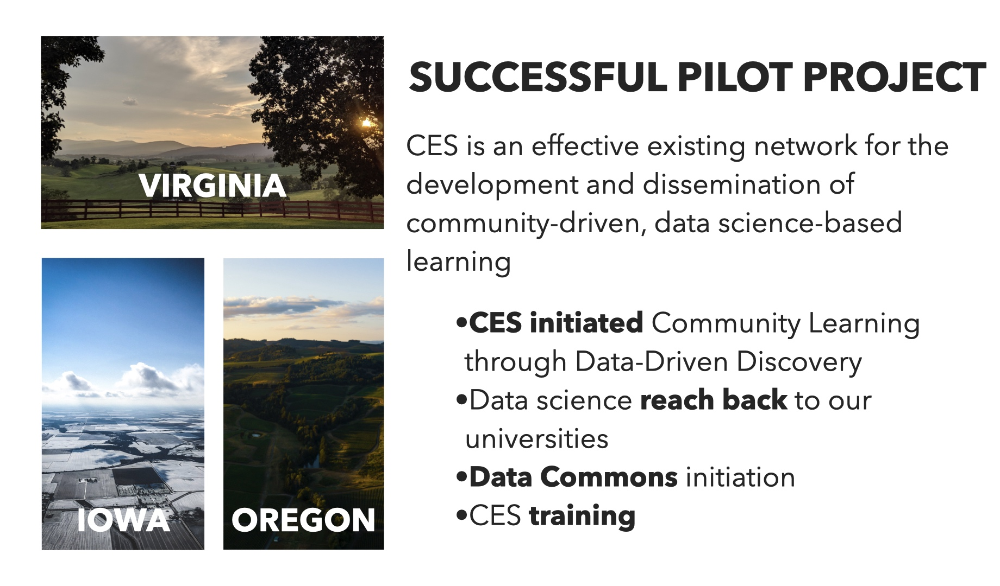 VIRGINIA
IOWA
OREGON
SUCCESSFUL PILOT PROJECT
CES is an effective existing network for the
development and dissemination of
community-driven, data science-based
learning
•CES initiated Community Learning
through Data-Driven Discovery
•Data science reach back to our
universities
•Data Commons initiation
•CES training